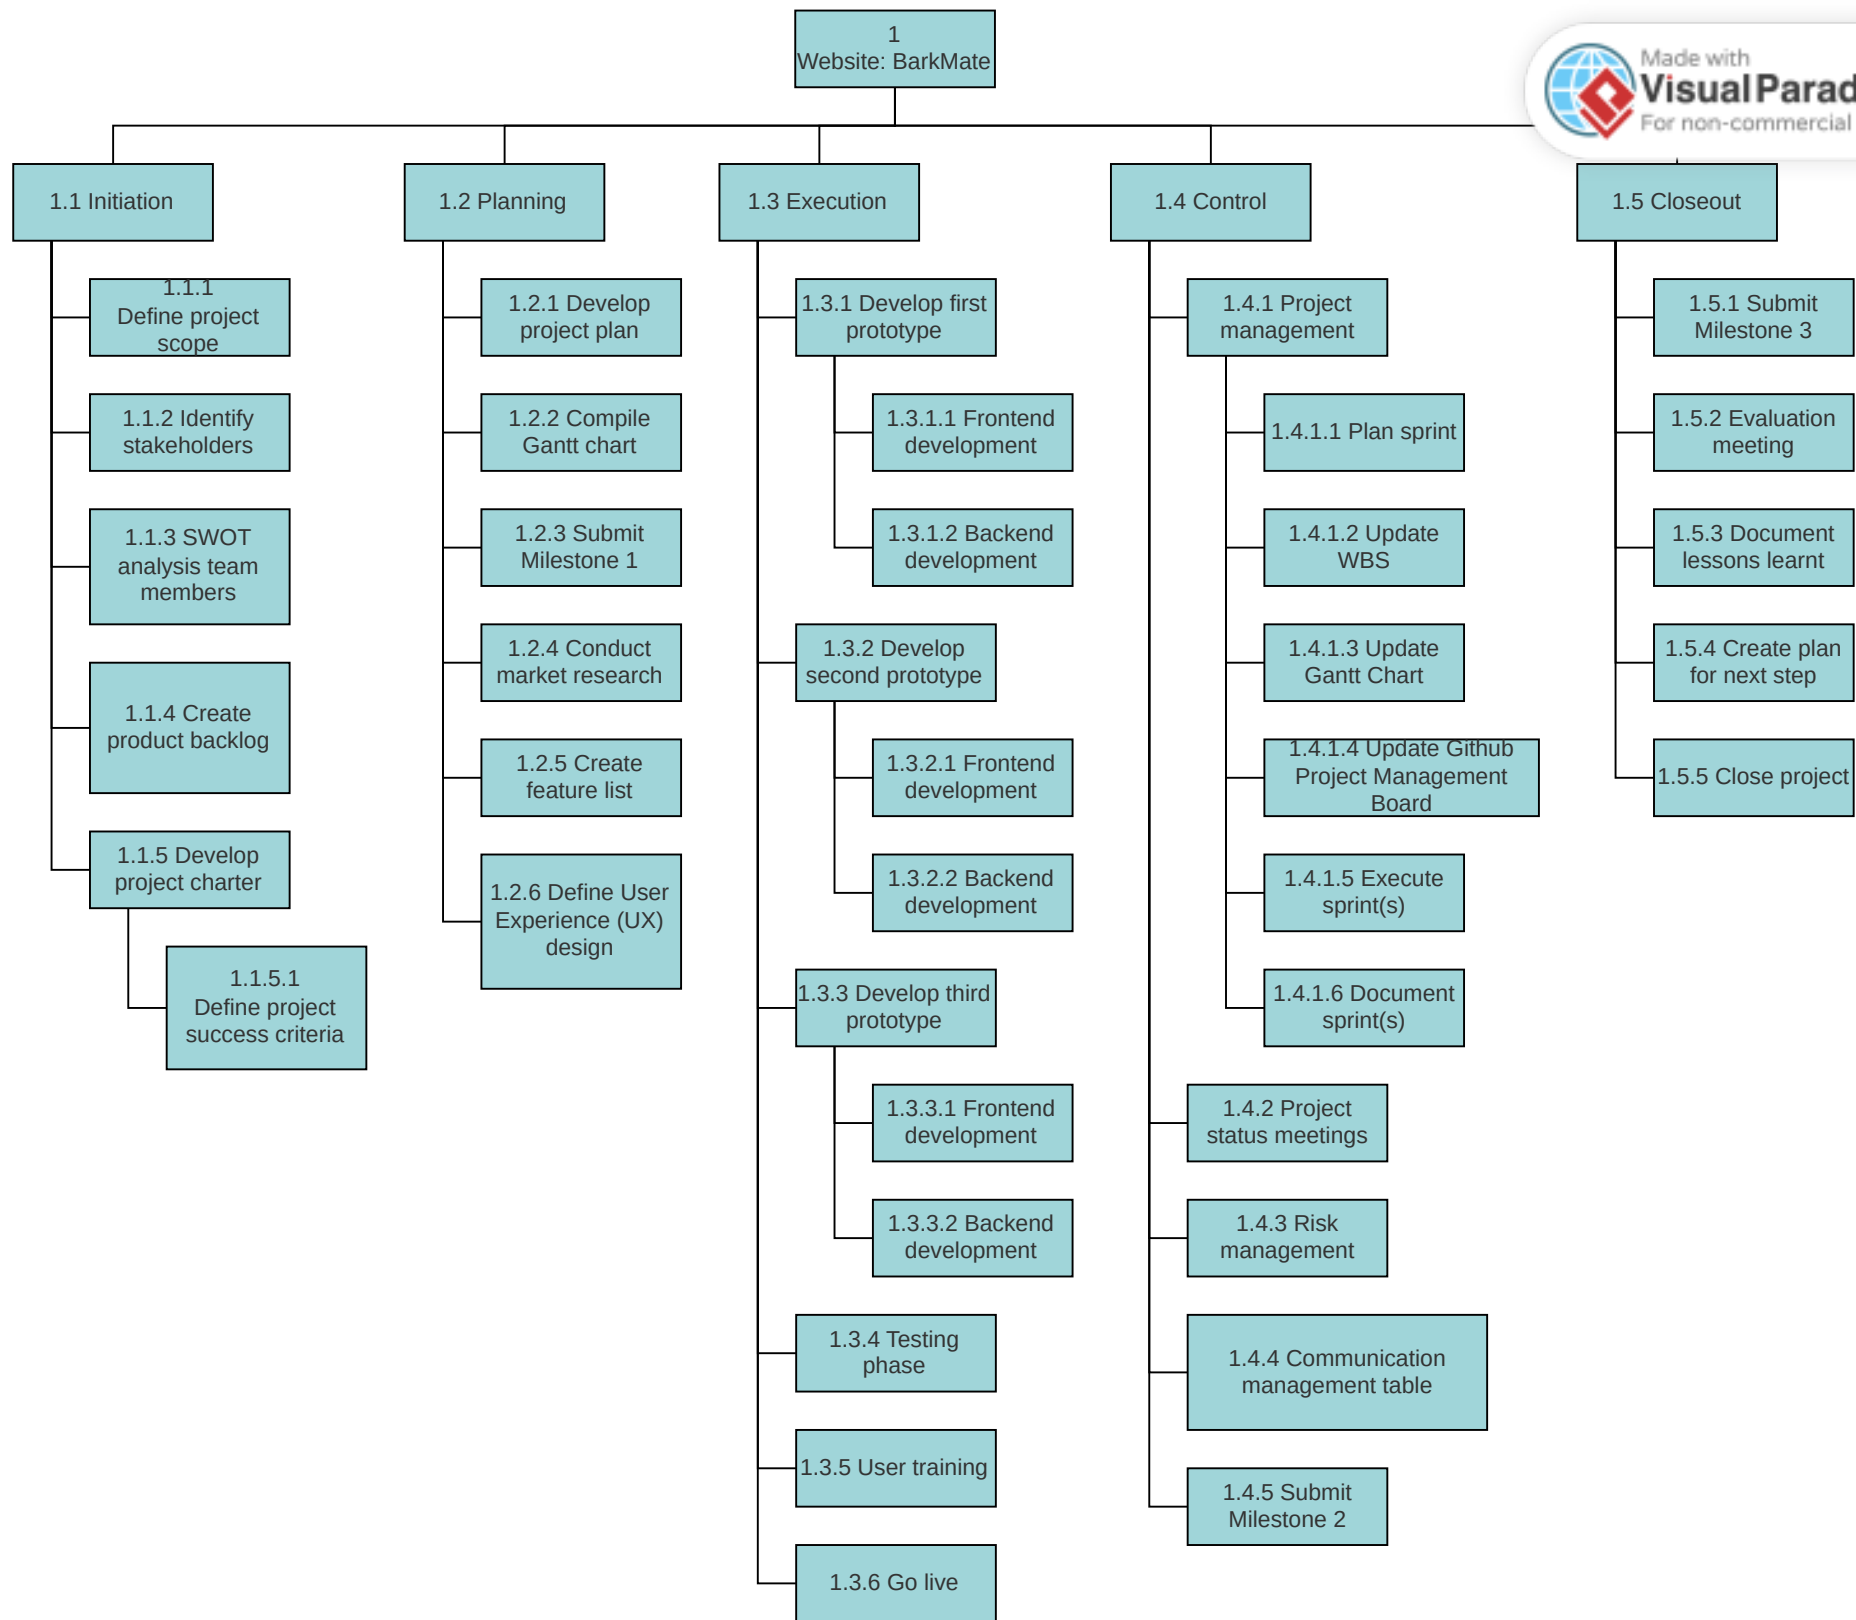 1
Website: BarkMate
Made with
Visual Parad
For non-commercial
1.1 Initiation
1.2 Planning
1.3 Execution
1.4 Control
1.5 Closeout
1.1.1
Define project
scope
1.1.2 Identify
stakeholders
1.1.3 SWOT
analysis team
members
1.1.4 Create
product backlog
1.1.5 Develop
project charter
1.1.5.1
Define project
success criteria
1.2.1 Develop
project plan
1.2.2 Compile
Gantt chart
1.2.3 Submit
Milestone 1
1.2.4 Conduct
market research
1.2.5 Create
feature list
1.2.6 Define User
Experience (UX)
design
1.3.1 Develop first
prototype
1.3.1.1 Frontend
development
1.3.1.2 Backend
development
1.3.2 Develop
second prototype
1.3.2.1 Frontend
development
1.3.2.2 Backend
development
1.3.3 Develop third
prototype
1.3.3.1 Frontend
development
1.3.3.2 Backend
development
1.3.4 Testing
phase
1.3.5 User training
1.3.6 Go live
1.4.1 Project
management
1.4.1.1 Plan sprint
1.4.1.2 Update
WBS
1.4.1.3 Update
Gantt Chart
1.4.1.4 Update Github
Project Management
Board
1.4.1.5 Execute
sprint(s)
1.4.1.6 Document
sprint(s)
1.4.2 Project
status meetings
1.4.3 Risk
management
1.4.4 Communication
management table
1.4.5 Submit
Milestone 2
1.5.1 Submit
Milestone 3
1.5.2 Evaluation
meeting
1.5.3 Document
lessons learnt
1.5.4 Create plan
for next step
1.5.5 Close project